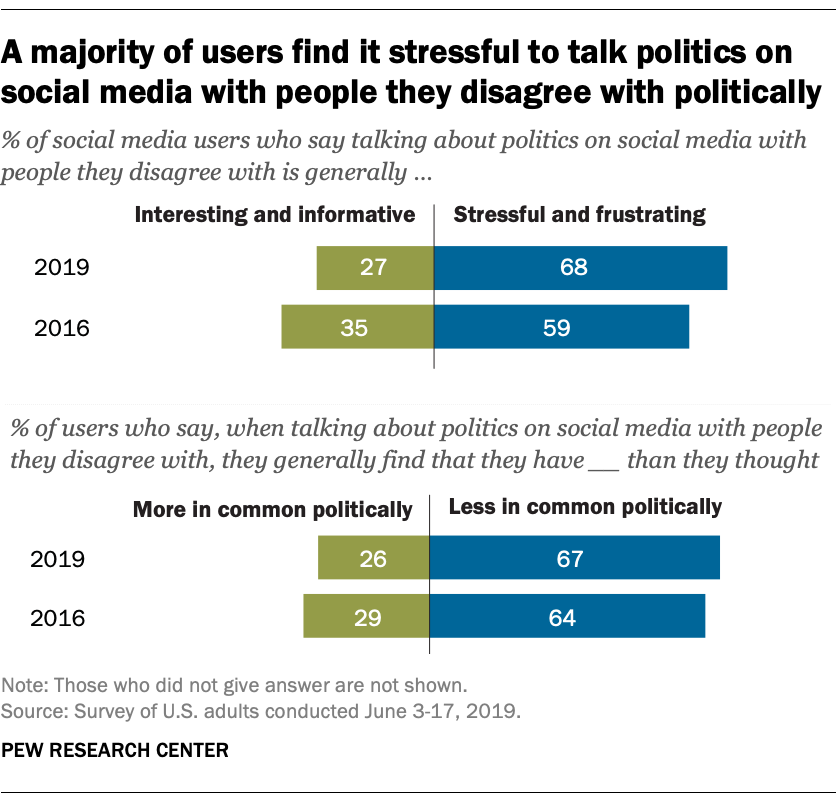 A majority of users find it stressful to talk politics on
social media with people they disagree with politically
% of social media users who say talking about politics on social media with
people they disagree with is generally ...
Interesting and informative Stressful and frustrating
2019 27 68
2016 35 59
% of users who say, when talking about politics on social media with people
they disagree with, they generally find that they have __ than they thought
More in common politically Less in common politically
2019 26 67
2016 29 64
Note: Those who did not give answer are not shown.
Source: Survey of U.S. adults conducted June 3-17, 2019.
PEW RESEARCH CENTER